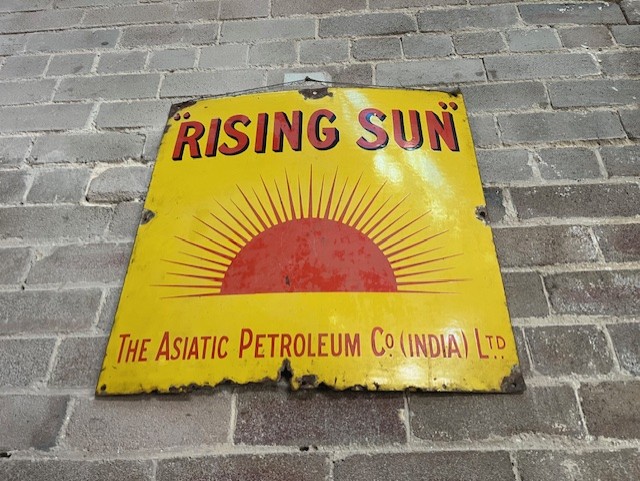 "RISING SUN"
THE ASIATIC PETROLEUM Co. (INDIA) LTD.